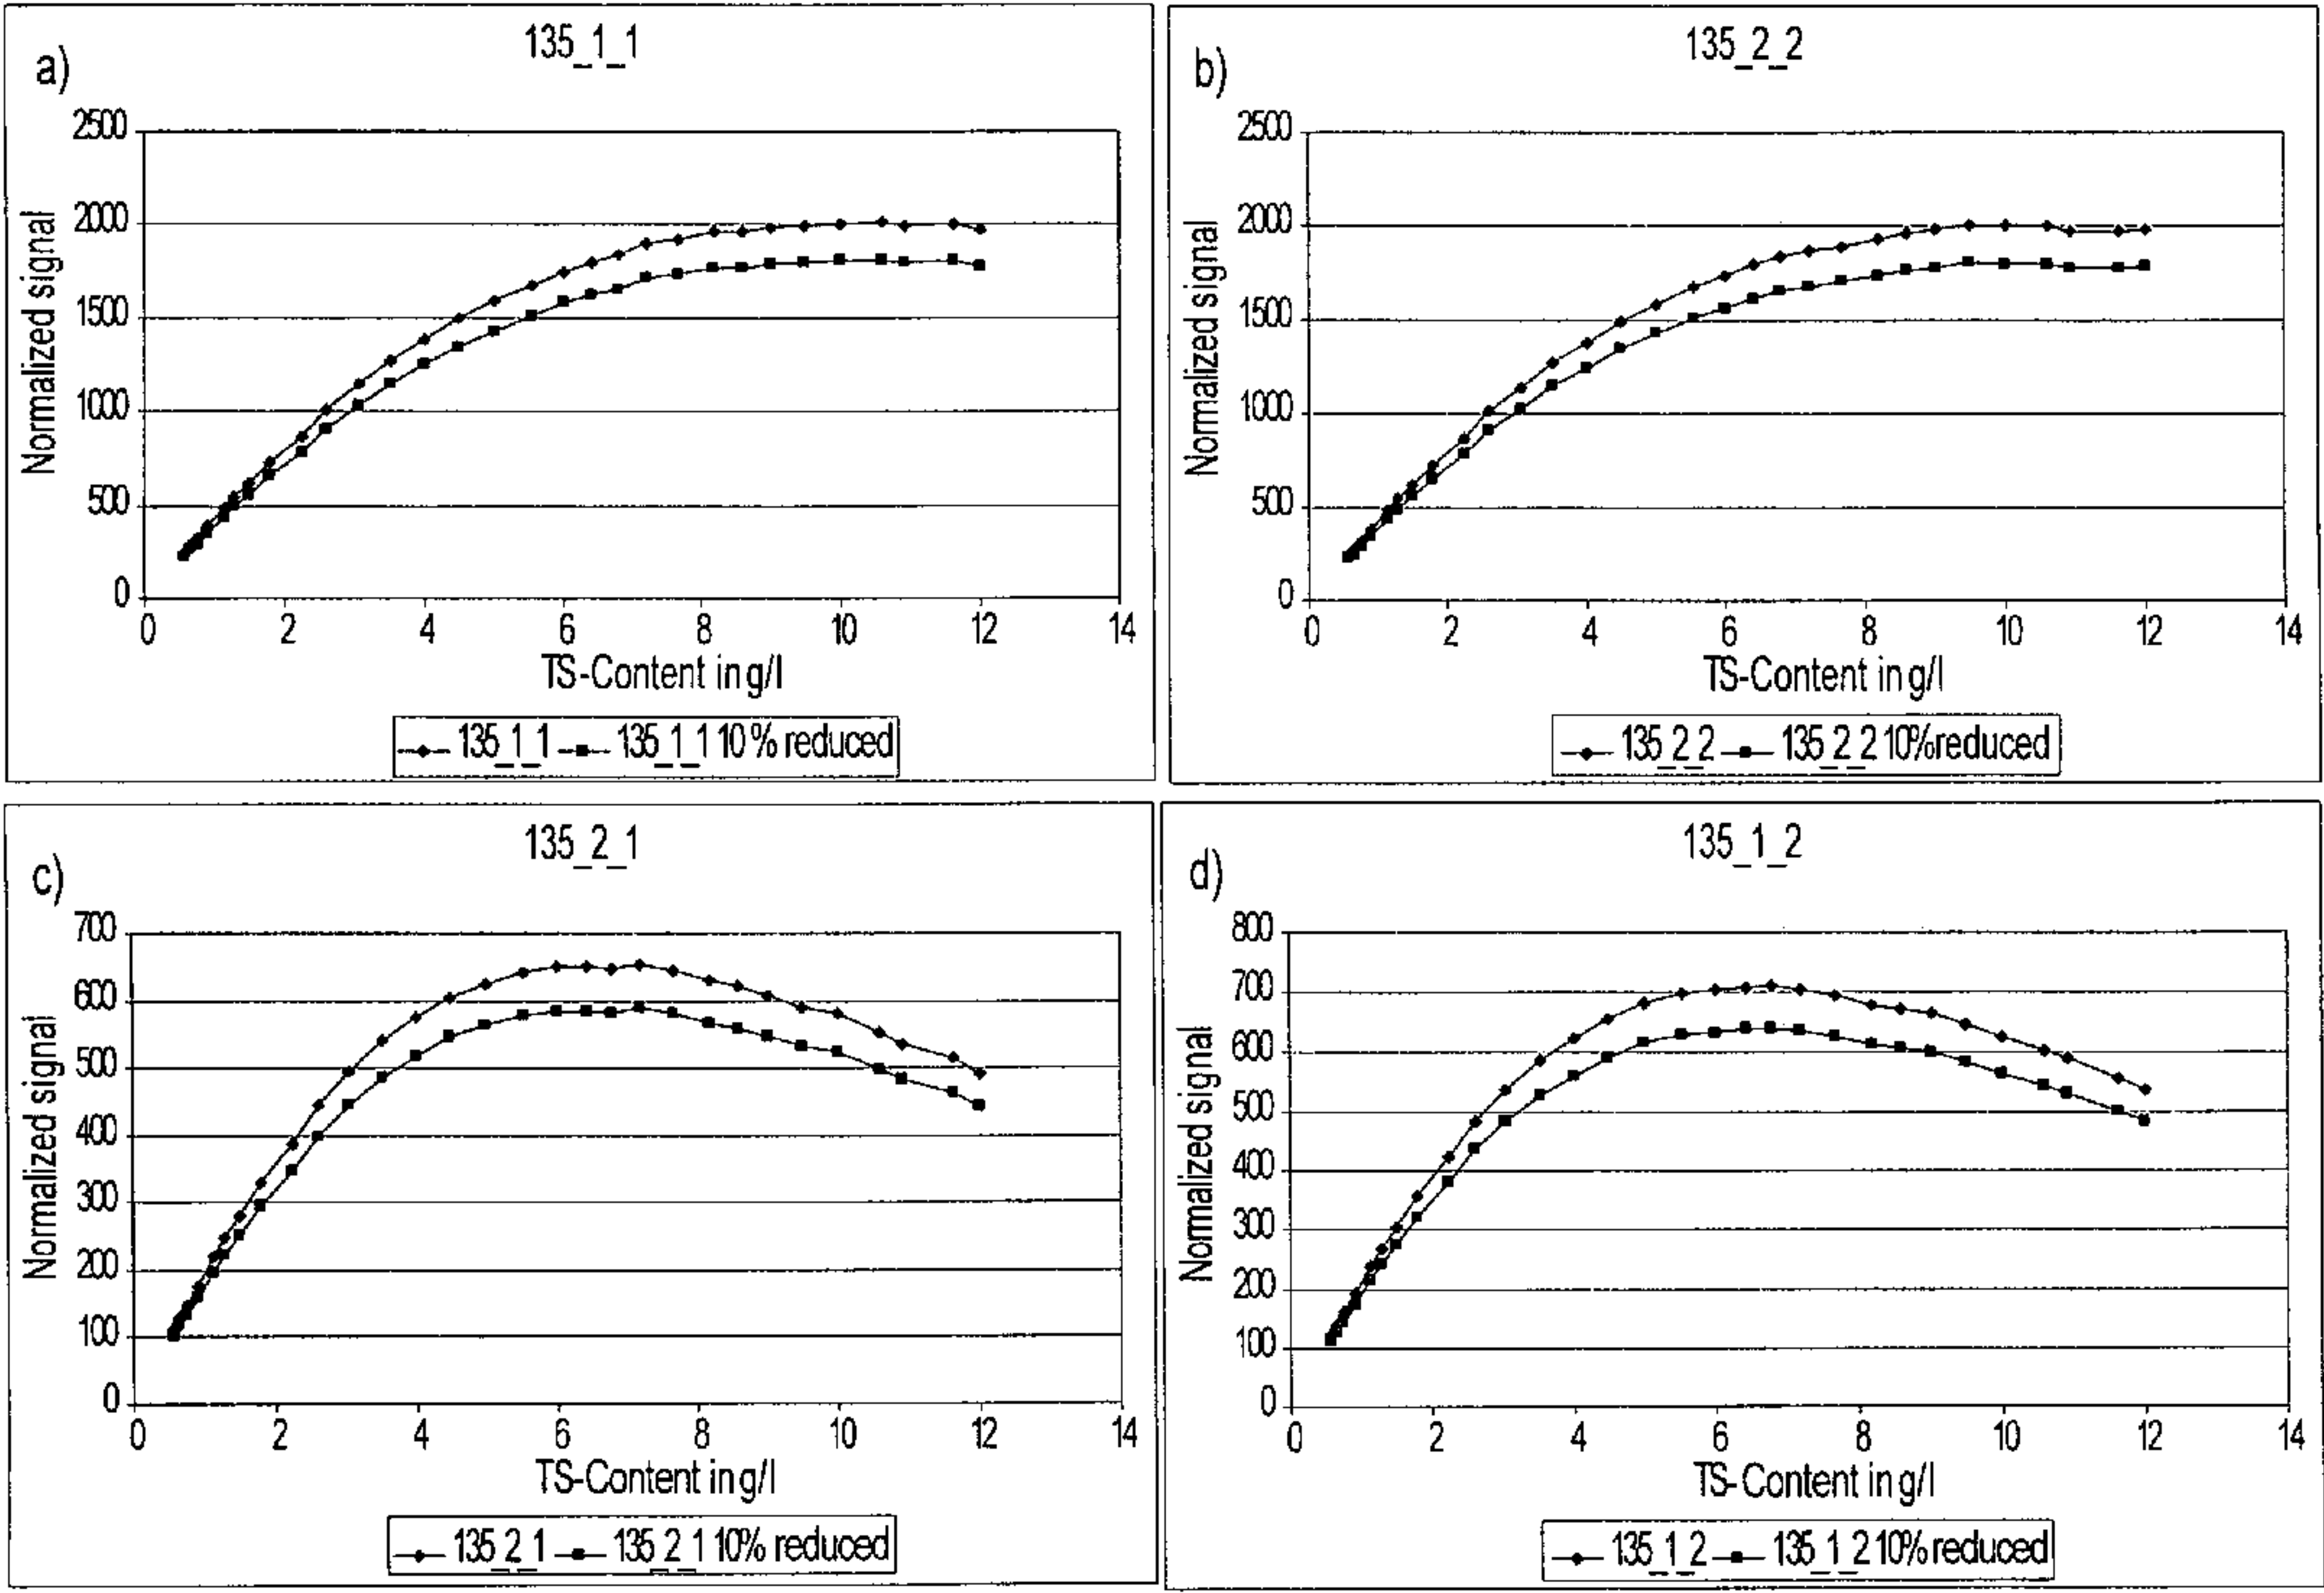 a)
135_1_1
Normalized signal
2500
2000
1500
1000
500
0
0 2 4 6 8 10 12 14
TS-Content in g/l
135_1_1 135_1_1 10% reduced
b)
135_2_2
Normalized signal
2500
2000
1500
1000
500
0
0 2 4 6 8 10 12 14
TS-Content in g/l
135_2_2 135_2_2 10% reduced
c)
135_2_1
Normalized signal
700
600
500
400
300
200
100
0
0 2 4 6 8 10 12 14
TS-Content in g/l
135_2_1 135_2_1 10% reduced
d)
135_1_2
Normalized signal
800
700
600
500
400
300
200
100
0
0 2 4 6 8 10 12 14
TS-Content in g/l
135_1_2 135_1_2 10% reduced